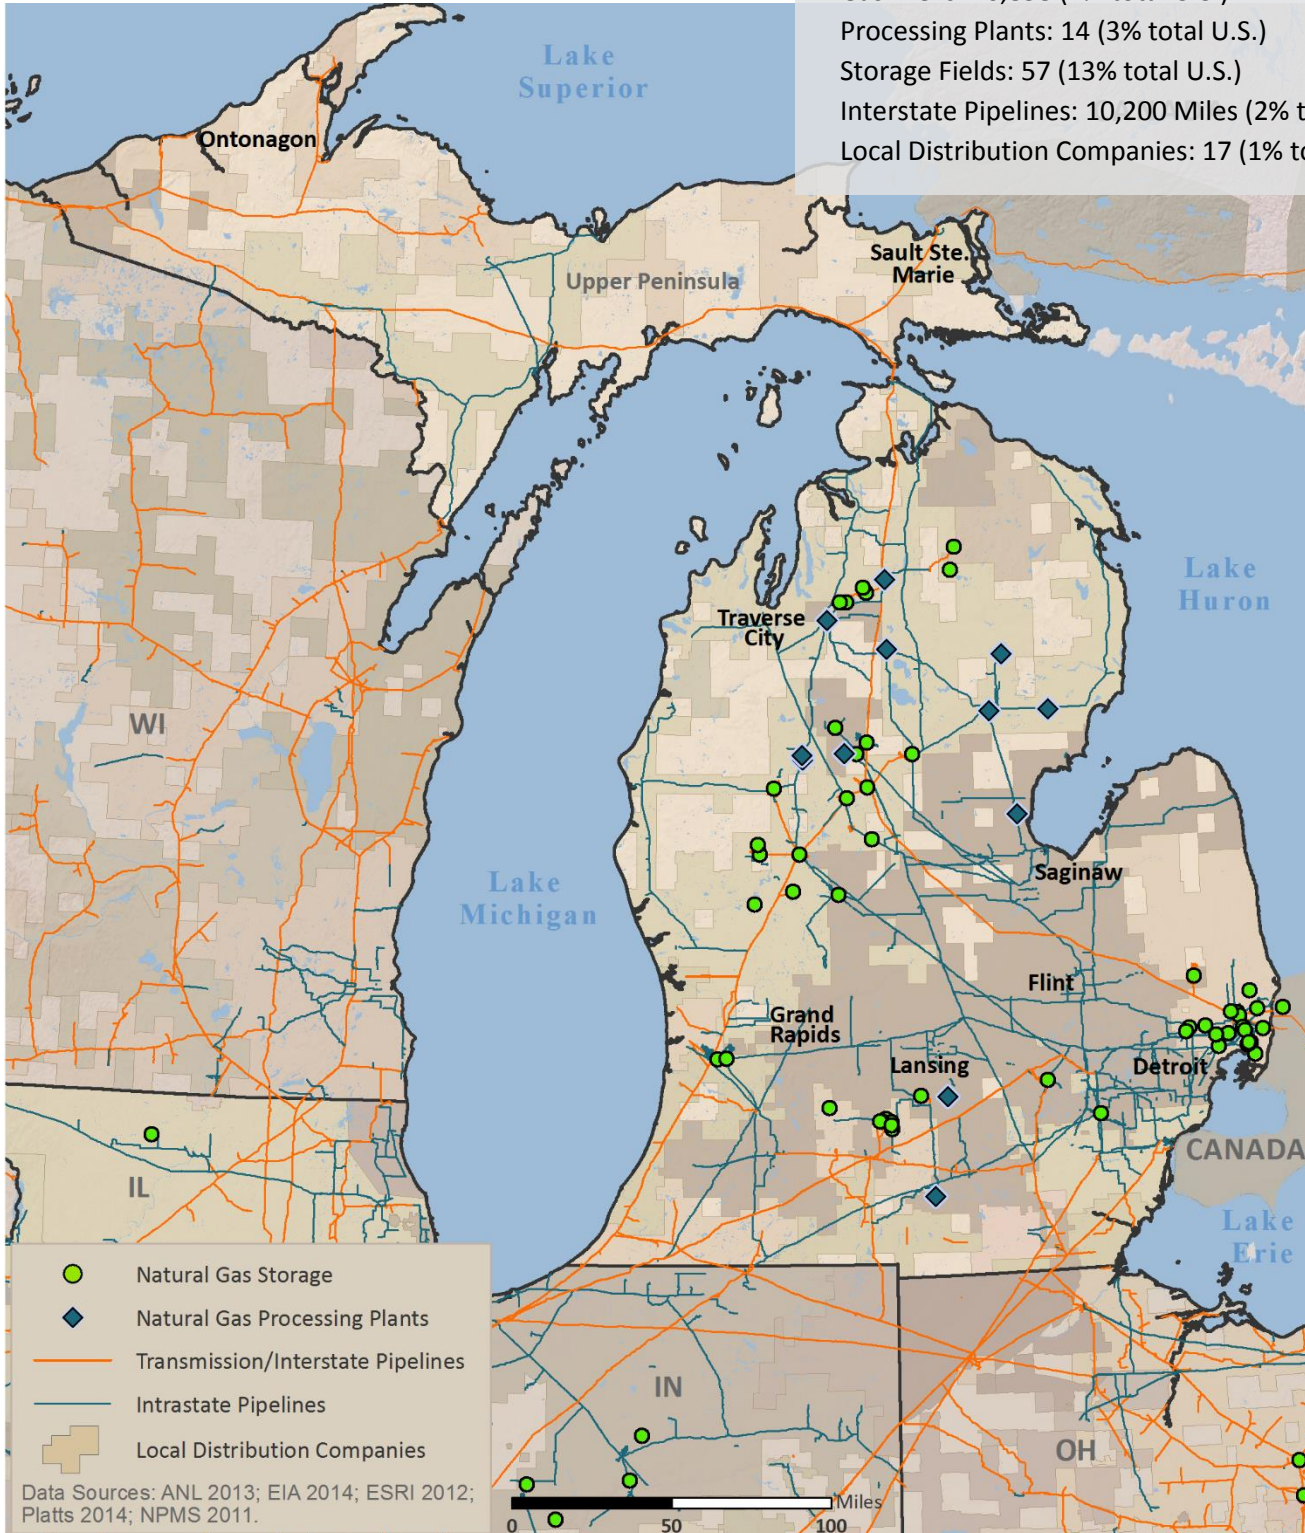 Processing Plants: 14 (3% total U.S.)
Storage Fields: 57 (13% total U.S.)
Interstate Pipelines: 10,200 Miles (2% t
Local Distribution Companies: 17 (1% to
Lake
Superior
Ontonagon
Sault Ste.
Marie
Upper Peninsula
Lake
Huron
Traverse
City
WI
Lake
Michigan
Saginaw
Flint
Grand
Rapids
Lansing
Detroit
CANADA
IL
Lake
Erie
Natural Gas Storage
Natural Gas Processing Plants
Transmission/Interstate Pipelines
Intrastate Pipelines
Local Distribution Companies
Data Sources: ANL 2013; EIA 2014; ESRI 2012;
Platts 2014; NPMS 2011.
IN
OH
Miles
0 50 100